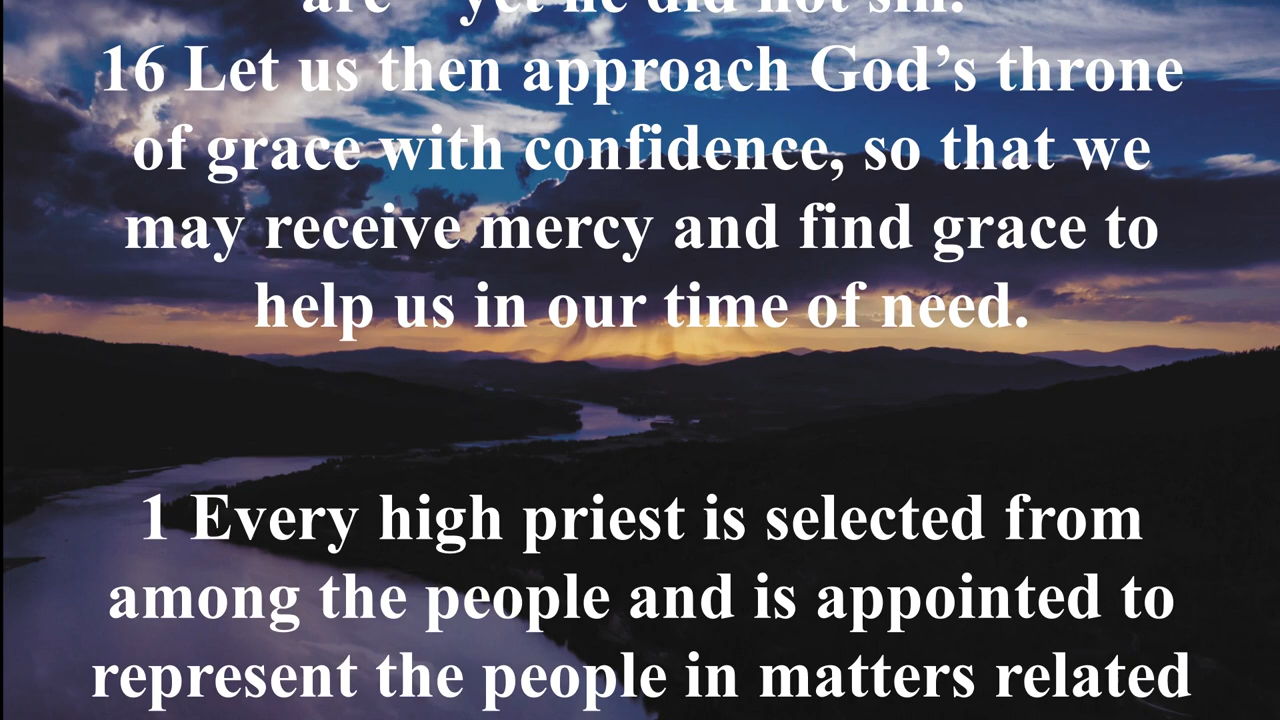 are—yet he did not sin.
16 Let us then approach God’s throne
of grace with confidence, so that we
may receive mercy and find grace to
help us in our time of need.
1 Every high priest is selected from
among the people and is appointed to
represent the people in matters related